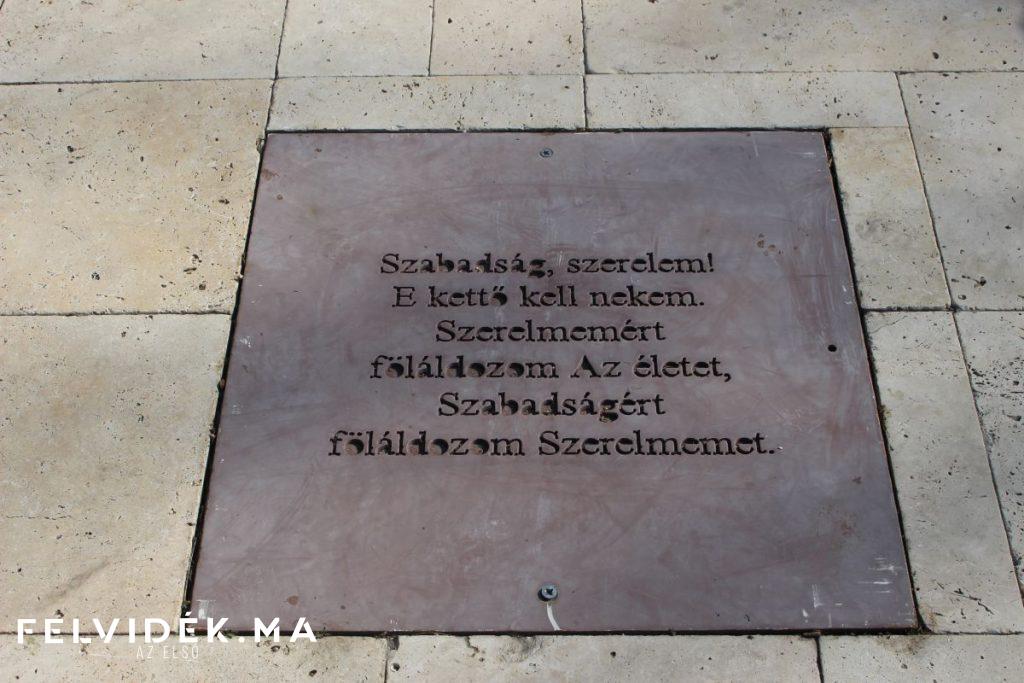 Szabadság, szerelem!
E kettő kell nekem.
Szerelmemért
föláldozom Az életet,
Szabadságért
föláldozom Szerelmemet.
FELVIDÉK.MA
AZ ELSŐ